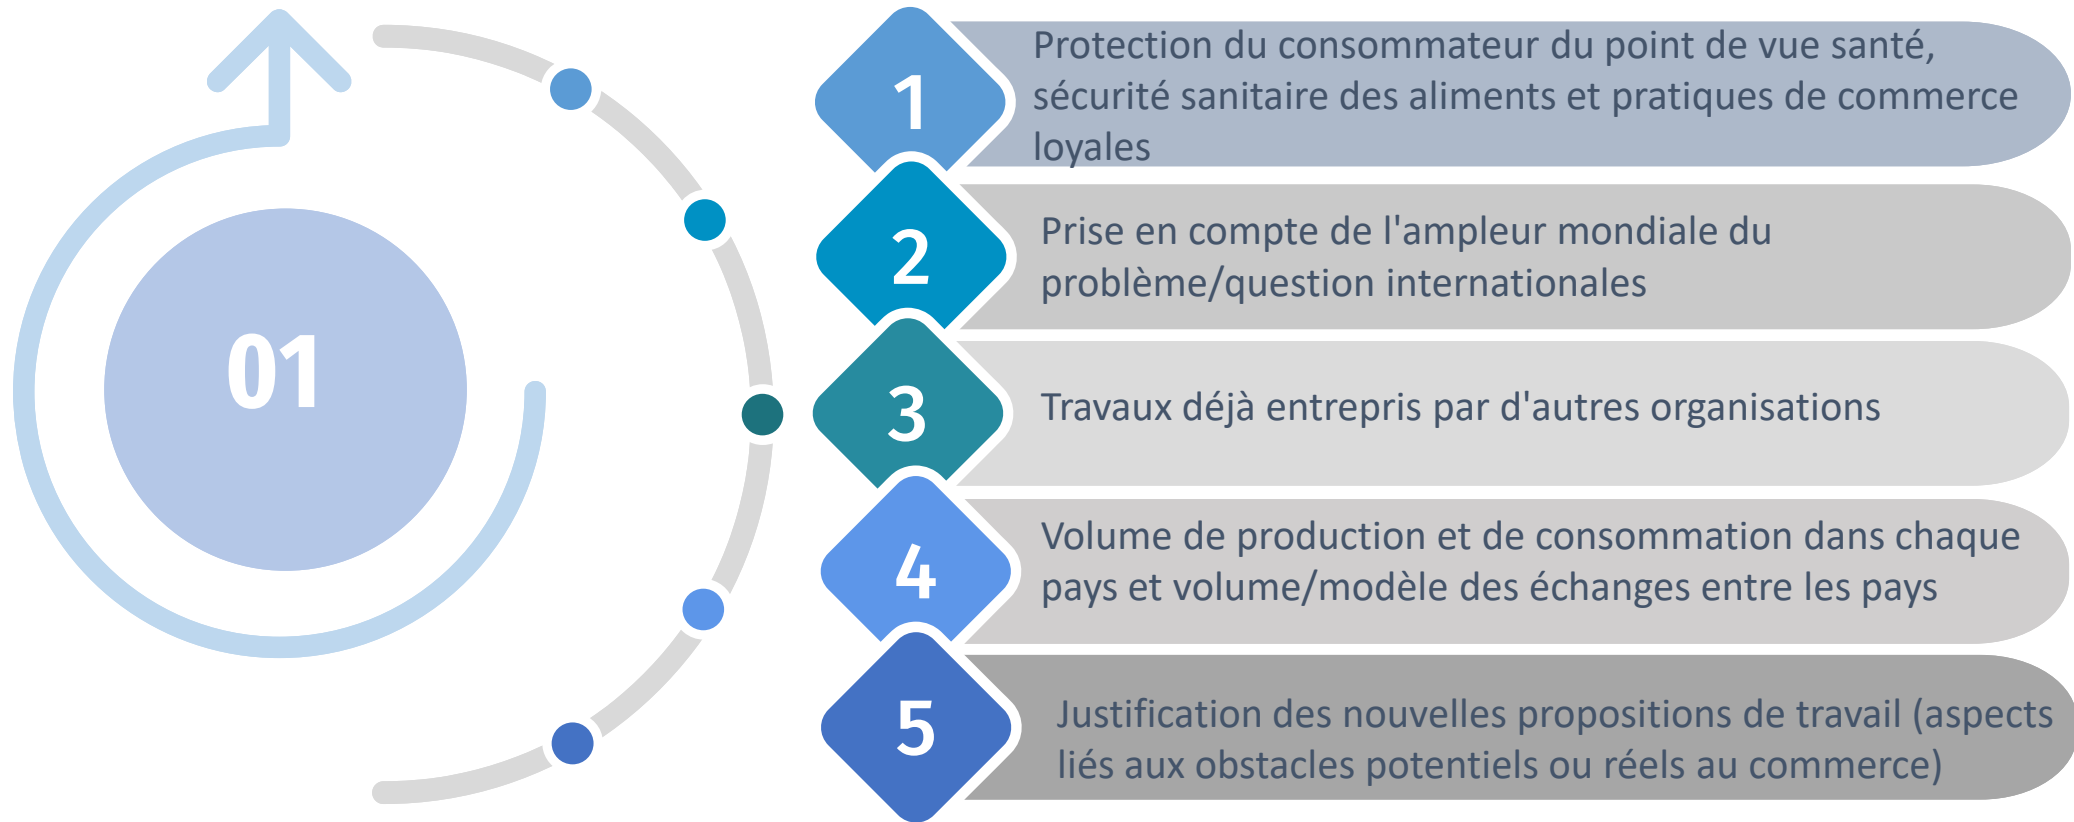 01
1
Protection du consommateur du point de vue santé,
sécurité sanitaire des aliments et pratiques de commerce
loyales
2
Prise en compte de l'ampleur mondiale du
problème/question internationales
3
Travaux déjà entrepris par d'autres organisations
4
Volume de production et de consommation dans chaque
pays et volume/modèle des échanges entre les pays
5
Justification des nouvelles propositions de travail (aspects
liés aux obstacles potentiels ou réels au commerce)